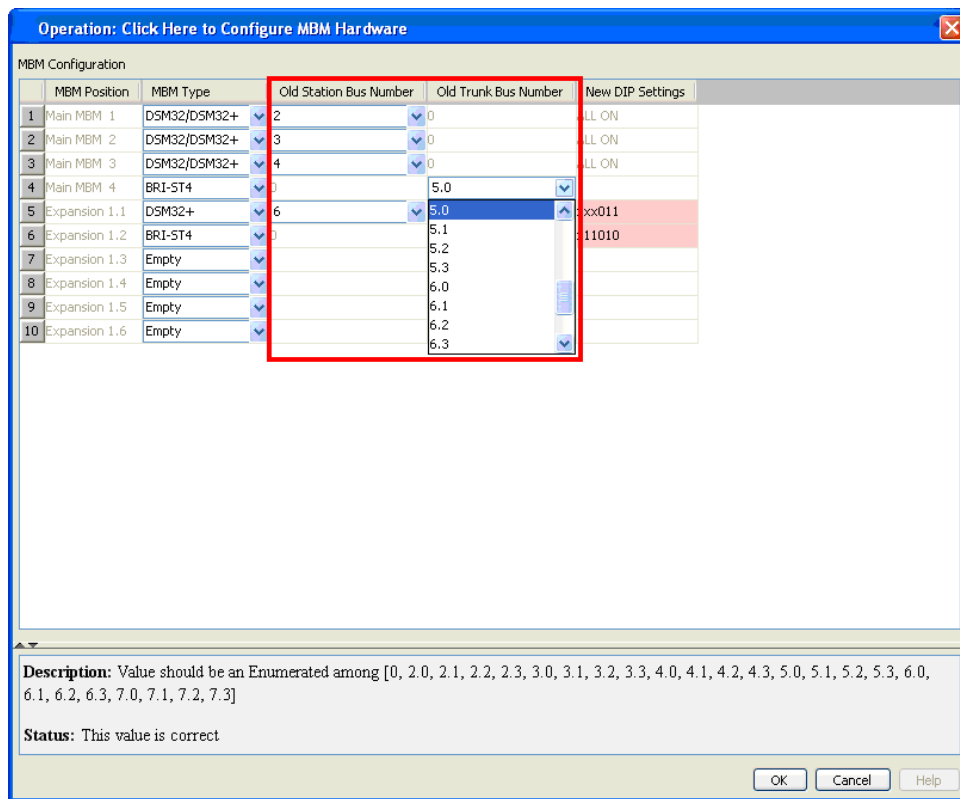 Operation: Click Here to Configure MBM Hardware
MBM Configuration
MBM Position MBM Type Old Station Bus Number Old Trunk Bus Number New DIP Settings
1 Main MBM 1 DSM32/DSM32+ 2 0 ALL ON
2 Main MBM 2 DSM32/DSM32+ 3 0 ALL ON
3 Main MBM 3 DSM32/DSM32+ 4 0 ALL ON
4 Main MBM 4 BRI-ST4 0 5.0
5 Expansion 1.1 DSM32+ 6 5.0 xxx011
5.1
6 Expansion 1.2 BRI-ST4 0 5.2 x11010
7 Expansion 1.3 Empty 5.3
8 Expansion 1.4 Empty 6.0
9 Expansion 1.5 Empty 6.1
10 Expansion 1.6 Empty 6.2
6.3
Description: Value should be an Enumerated among [0, 2.0, 2.1, 2.2, 2.3, 3.0, 3.1, 3.2, 3.3, 4.0, 4.1, 4.2, 4.3, 5.0, 5.1, 5.2, 5.3, 6.0,
6.1, 6.2, 6.3, 7.0, 7.1, 7.2, 7.3]
Status: This value is correct
OK Cancel Help